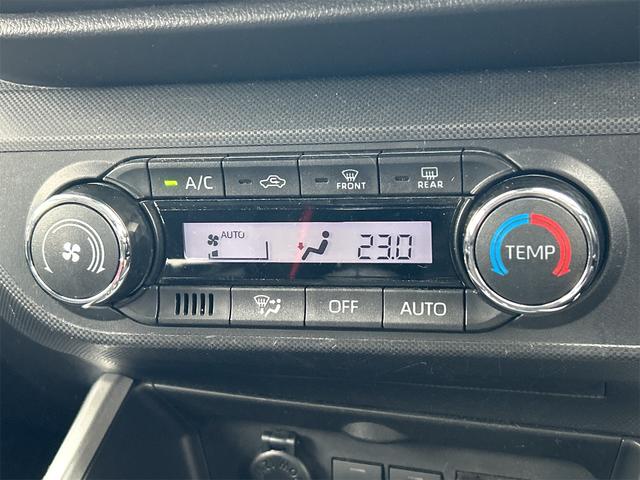 A/C
FRONT
REAR
AUTO
23.0
TEMP
OFF
AUTO